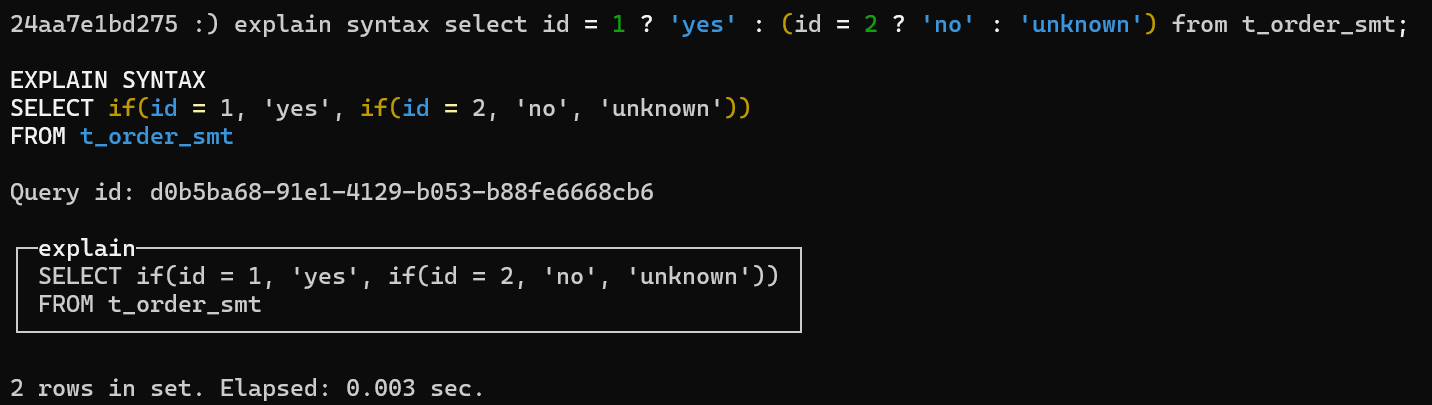 24aa7e1bd275 :) explain syntax select id = 1 ? 'yes' : (id = 2 ? 'no' : 'unknown') from t_order_smt;
EXPLAIN SYNTAX
SELECT if(id = 1, 'yes', if(id = 2, 'no', 'unknown'))
FROM t_order_smt
Query id: d0b5ba68-91e1-4129-b053-b88fe6668cb6
explain
SELECT if(id = 1, 'yes', if(id = 2, 'no', 'unknown'))
FROM t_order_smt
2 rows in set. Elapsed: 0.003 sec.